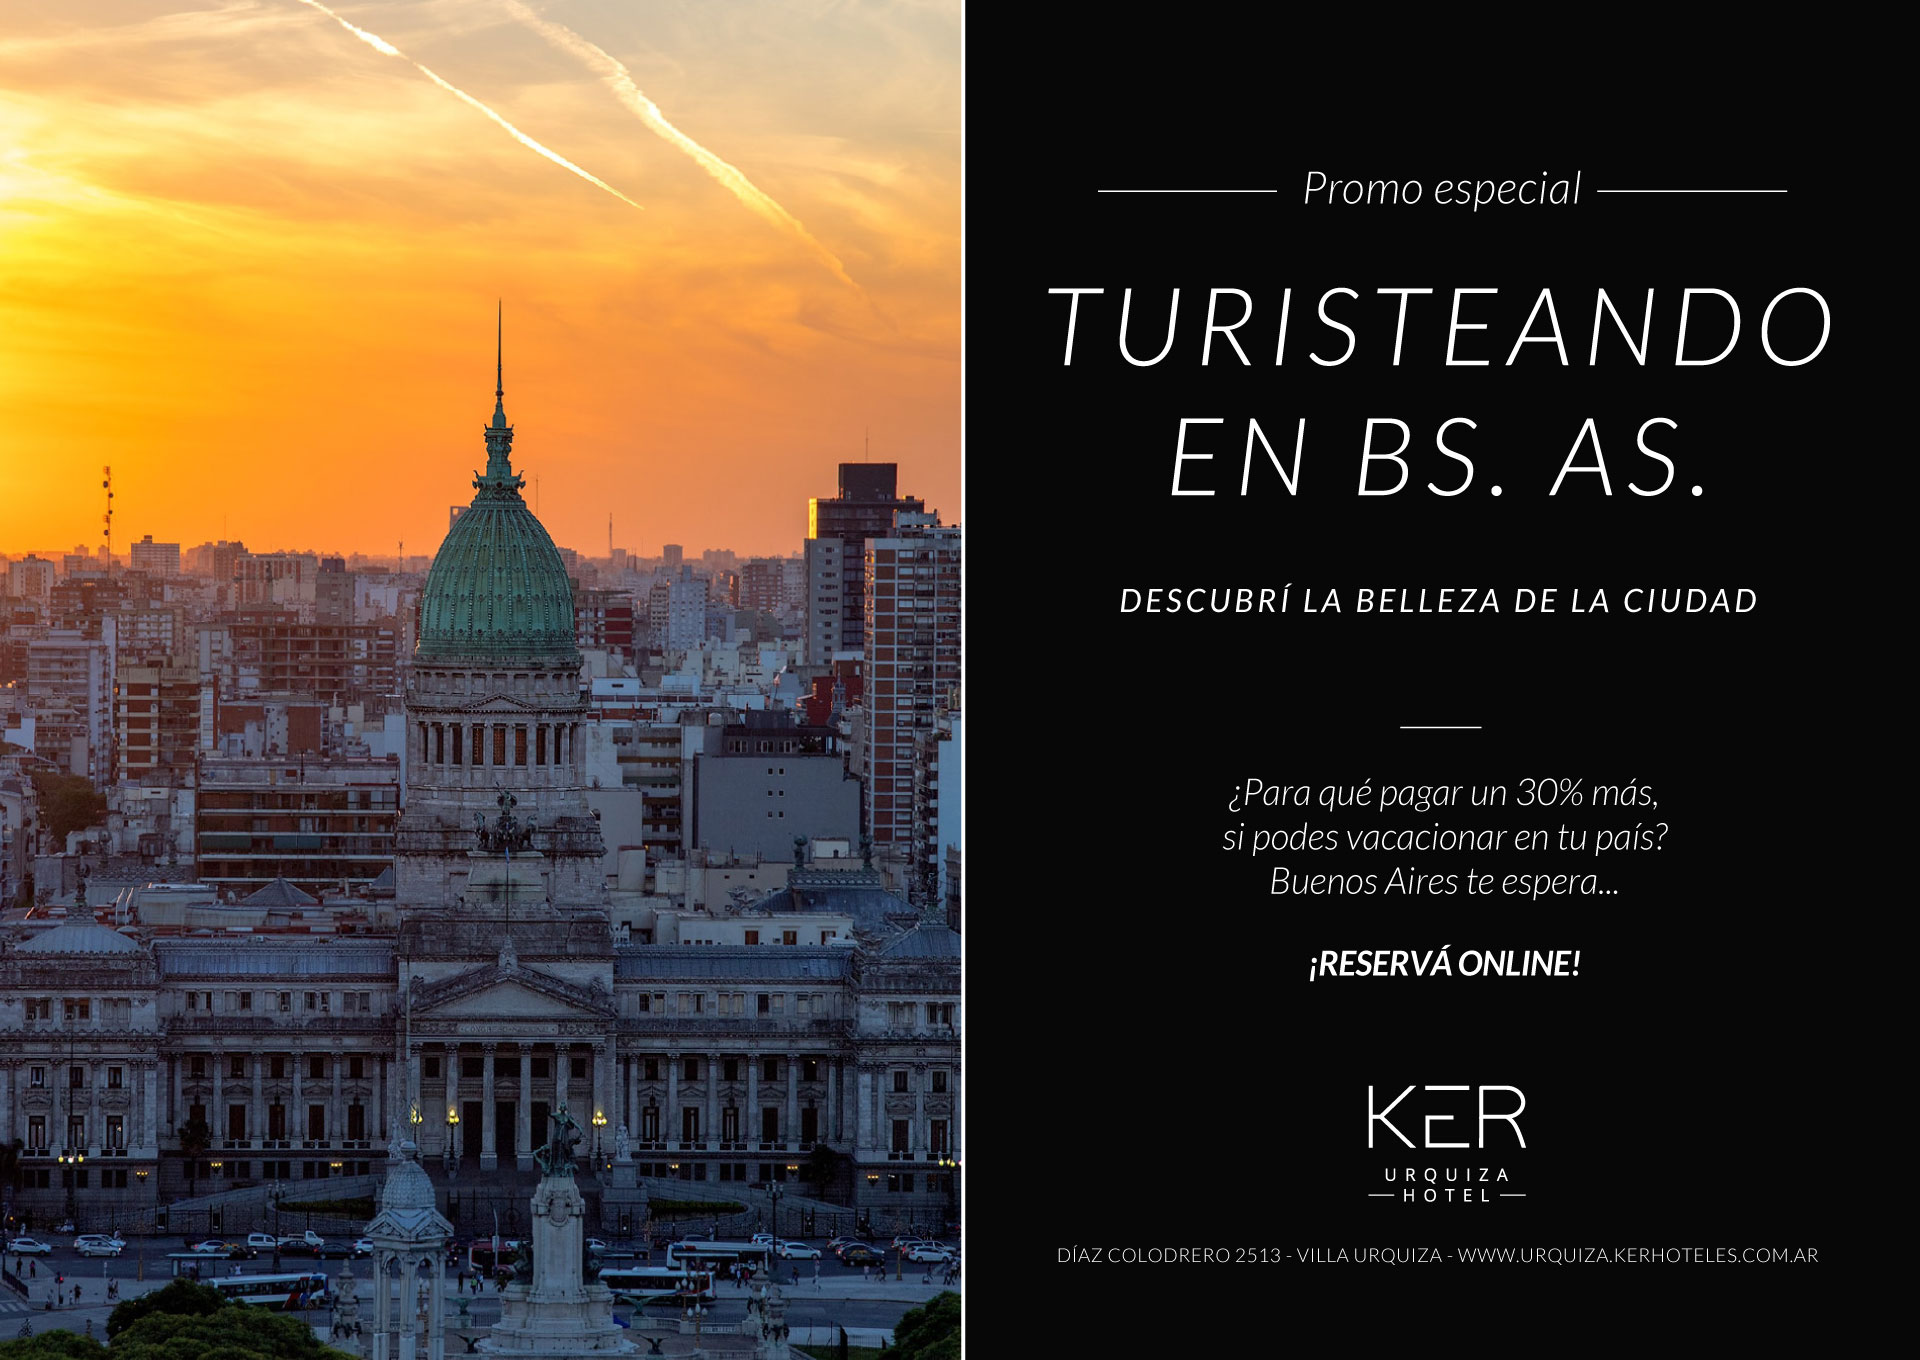 Promo especial
TURISTEANDO
EN BS. AS.
DESCUBRÍ LA BELLEZA DE LA CIUDAD
¿Para qué pagar un 30% más,
si podes vacacionar en tu país?
Buenos Aires te espera...
¡RESERVÁ ONLINE!
KER
URQUIZA
HOTEL
DÍAZ COLODRERO 2513 - VILLA URQUIZA - WWW.URQUIZA.KERHOTELES.COM.AR